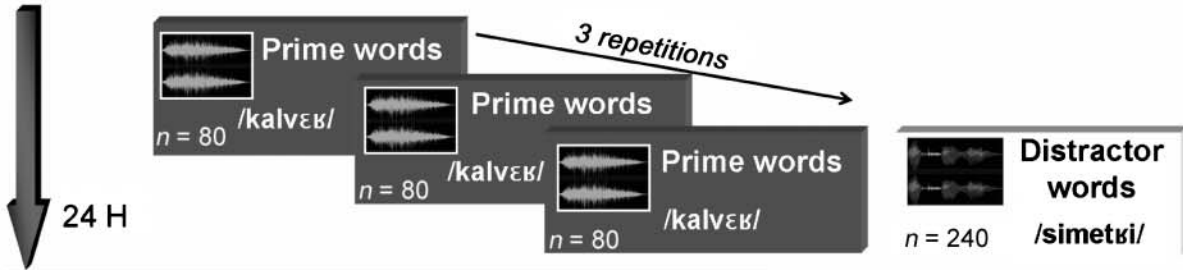 Prime words
/kalvɛʁ/
n = 80
Prime words
/kalvɛʁ/
n = 80
Prime words
/kalvɛʁ/
n = 80
3 repetitions
Distractor
words
/simetʁi/
n = 240
24 H